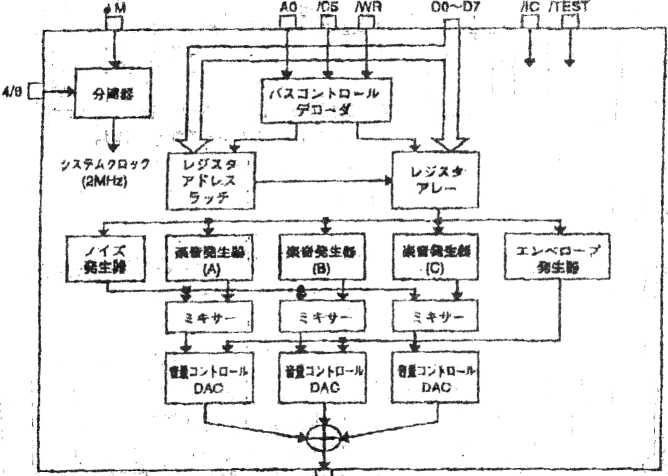 φM A0 /CS /WR D0〜D7 /IC /TEST
4/8
分周器
バスコントロール
デコーダ
システムクロック
(2MHz)
レジスタ
アドレス
ラッチ
レジスタ
アレー
ノイズ
発生器
楽音発生器
(A)
楽音発生器
(B)
楽音発生器
(C)
エンベロープ
発生器
ミキサー
ミキサー
ミキサー
音量コントロール
DAC
音量コントロール
DAC
音量コントロール
DAC